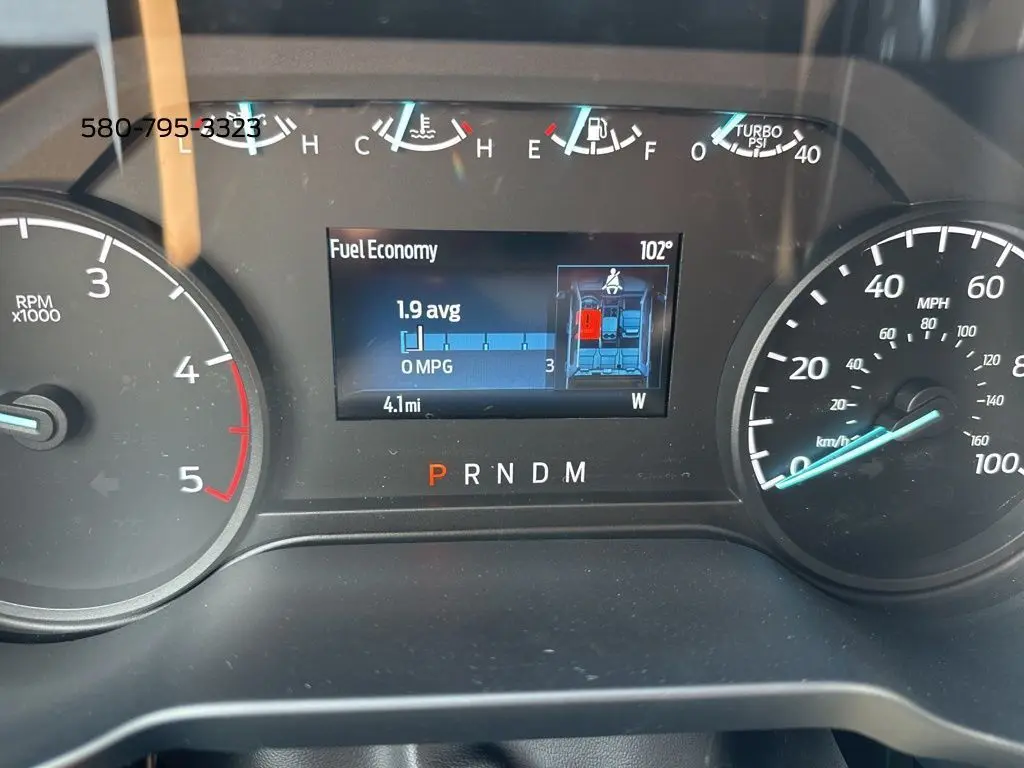 580-795-3323
L H C H E F 0 TURBO PSI 40
Fuel Economy 102°
1.9 avg
0 MPG 3
4.1 mi W
P R N D M
RPM
x1000
3
4
5
MPH
0 20 40 60 8
100
km/h
20 40 60 80 100 120 140 160